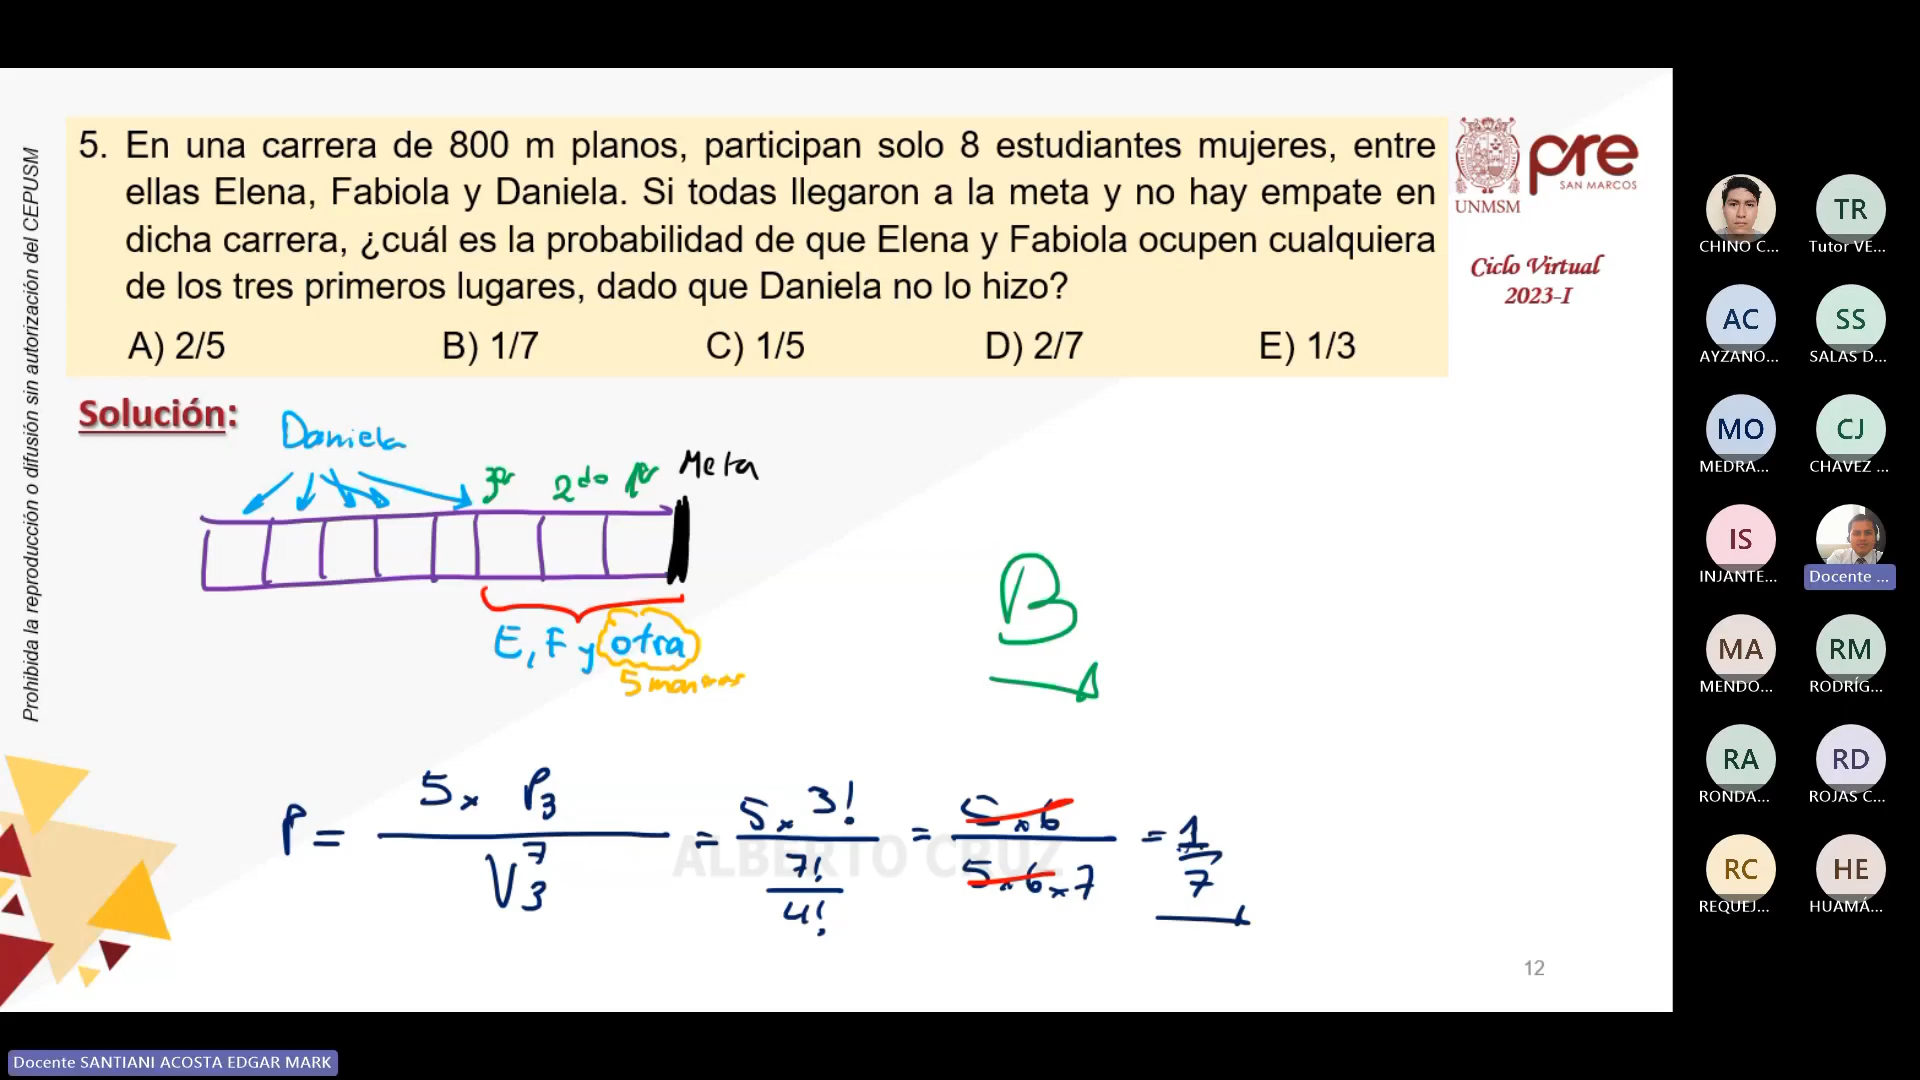 Prohibida la reproducción o difusión sin autorización del CEPUSM
5. En una carrera de 800 m planos, participan solo 8 estudiantes mujeres, entre
ellas Elena, Fabiola y Daniela. Si todas llegaron a la meta y no hay empate en
dicha carrera, ¿cuál es la probabilidad de que Elena y Fabiola ocupen cualquiera
de los tres primeros lugares, dado que Daniela no lo hizo?
A) 2/5 B) 1/7 C) 1/5 D) 2/7 E) 1/3
UNMSM
pre
SAN MARCOS
Ciclo Virtual
2023-I
Solución:
Daniela
3er 2do 1er Meta
E, F y otra
5 maneras
B
P = 5 x P3 / V 7 3 = 5 x 3! / 7!/4! = 5 x 6 / 5 x 6 x 7 = 1/7
ALBERTO CRUZ
12
CHINO C...
TR
Tutor VE...
AC
AYZANO...
SS
SALAS D...
MO
MEDRA...
CJ
CHAVEZ ...
IS
INJANTE...
Docente ...
MA
MENDO...
RM
RODRÍG...
RA
RONDA...
RD
ROJAS C...
RC
REQUEJ...
HE
HUAMÁ...
Docente SANTIANI ACOSTA EDGAR MARK